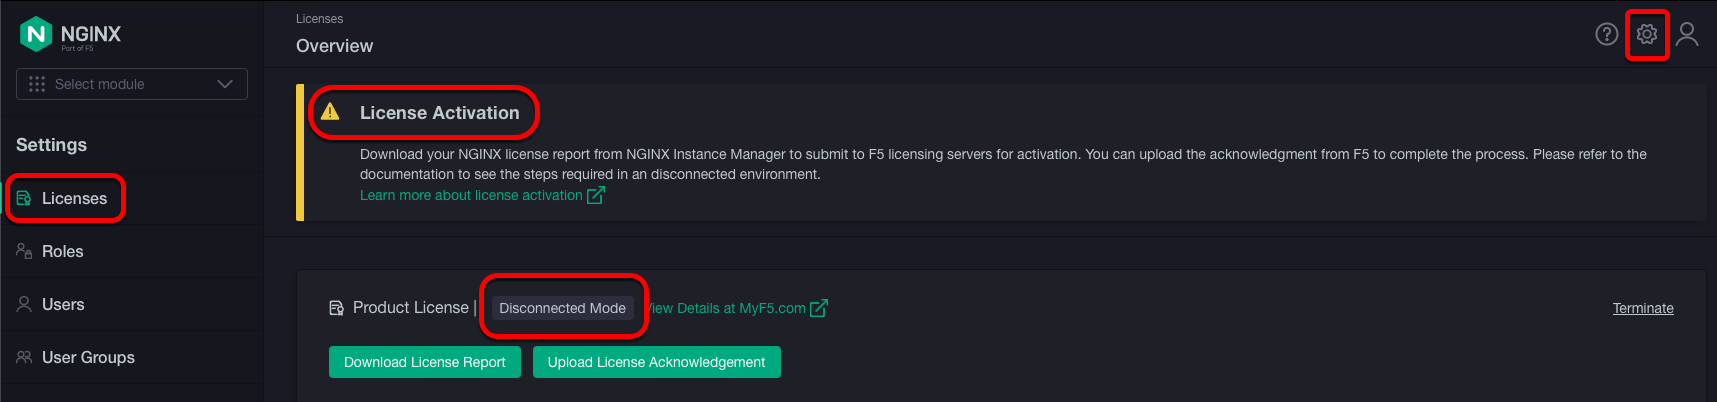 NGINX
Part of F5
Select module
Settings
Licenses
Roles
Users
User Groups
Licenses
Overview
License Activation
Download your NGINX license report from NGINX Instance Manager to submit to F5 licensing servers for activation. You can upload the acknowledgment from F5 to complete the process. Please refer to the
documentation to see the steps required in an disconnected environment.
Learn more about license activation
Product License | Disconnected Mode View Details at MyF5.com
Terminate
Download License Report Upload License Acknowledgement